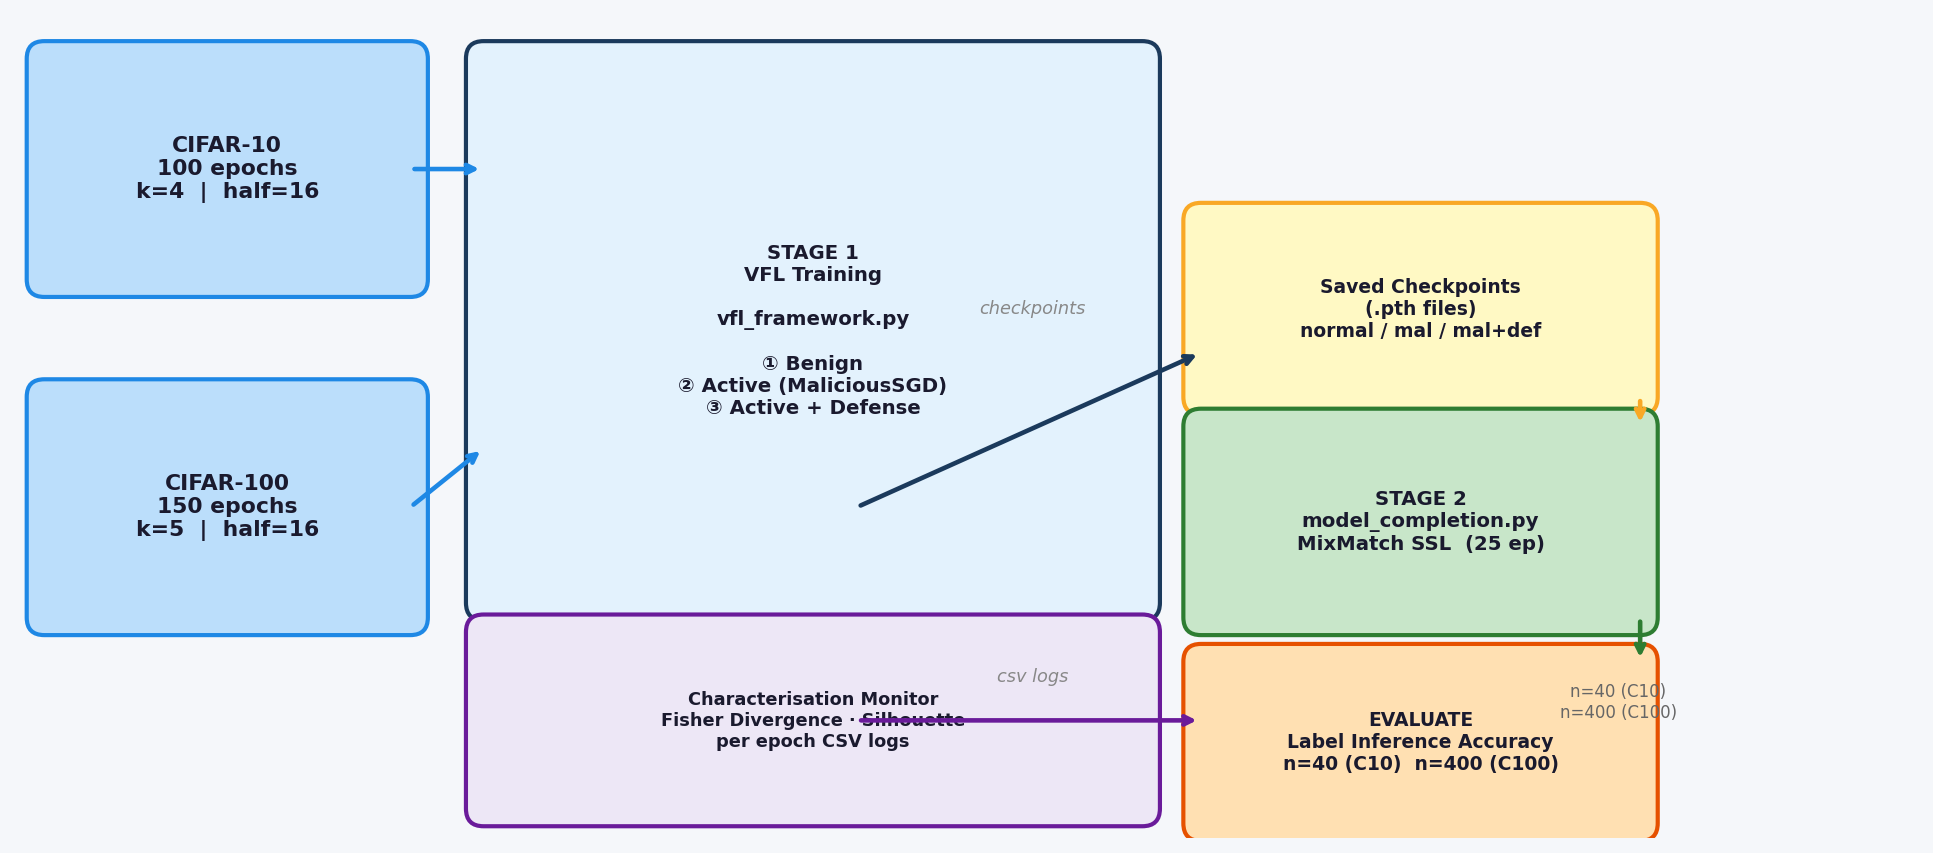 CIFAR-10
100 epochs
k=4 | half=16
CIFAR-100
150 epochs
k=5 | half=16
STAGE 1
VFL Training
vfl_framework.py
① Benign
② Active (MaliciousSGD)
③ Active + Defense
checkpoints
Saved Checkpoints
(.pth files)
normal / mal / mal+def
STAGE 2
model_completion.py
MixMatch SSL (25 ep)
csv logs
Characterisation Monitor
Fisher Divergence · Silhouette
per epoch CSV logs
n=40 (C10)
n=400 (C100)
EVALUATE
Label Inference Accuracy
n=40 (C10) n=400 (C100)